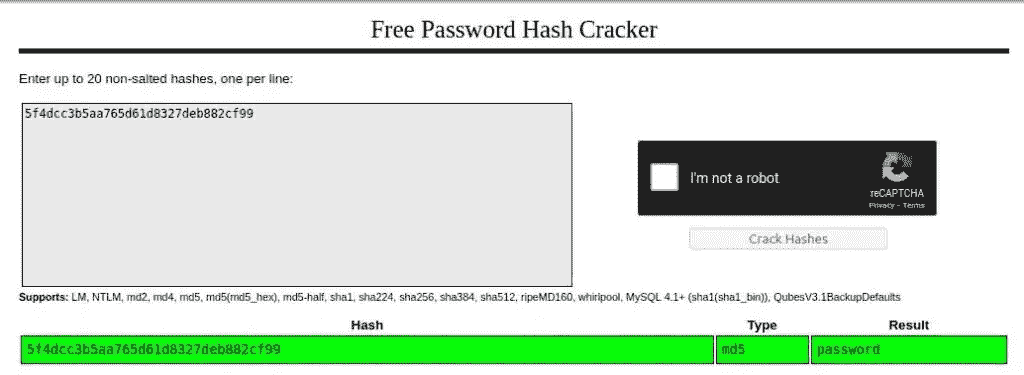 Free Password Hash Cracker
Enter up to 20 non-salted hashes, one per line:
5f4dcc3b5aa765d61d8327deb882cf99
I'm not a robot
reCAPTCHA
Privacy - Terms
Crack Hashes
Supports: LM, NTLM, md2, md4, md5, md5(md5_hex), md5-half, sha1, sha224, sha256, sha384, sha512, ripeMD160, whirlpool, MySQL 4.1+ (sha1(sha1_bin)), QubesV3.1BackupDefaults
Hash Type Result
5f4dcc3b5aa765d61d8327deb882cf99 md5 password